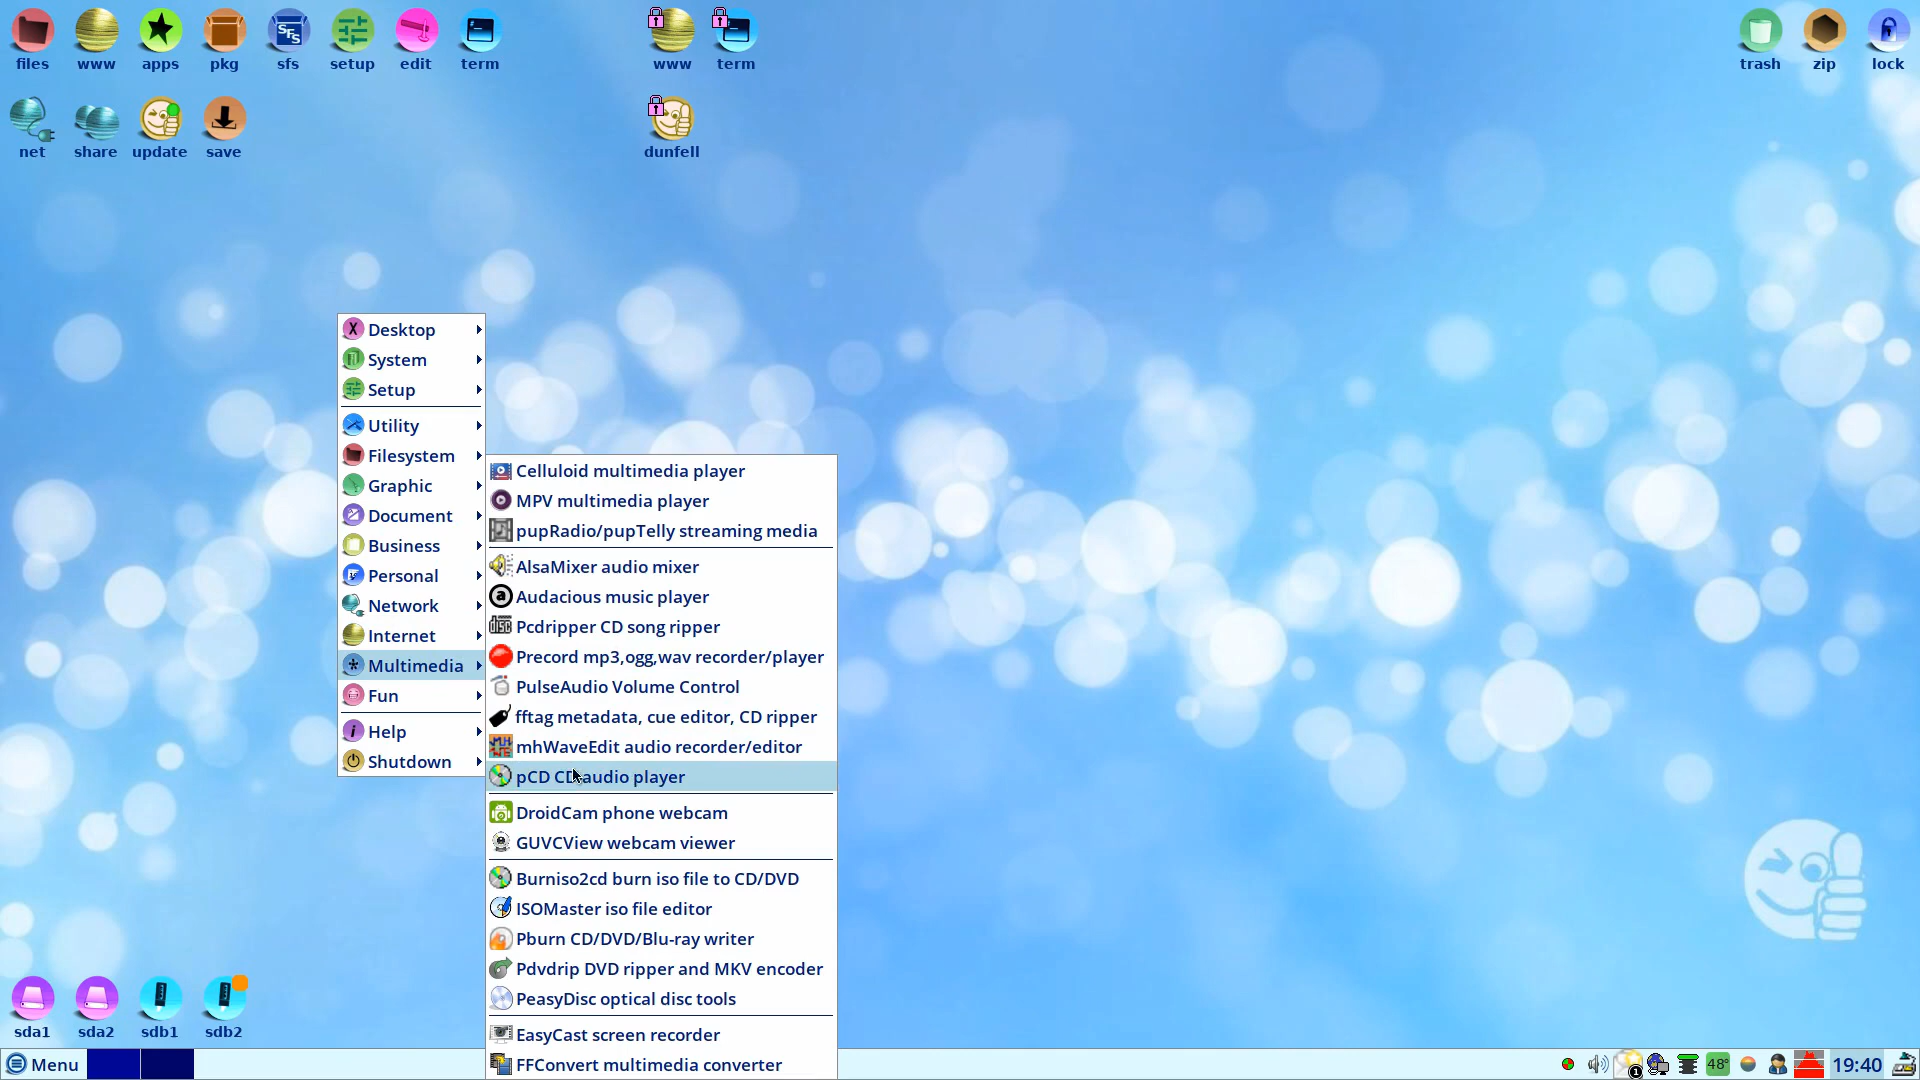 files www apps pkg sfs setup edit term www term trash zip lock
SFS
net share update save dunfell
Desktop
System
Setup
Utility
Filesystem
Graphic
Document
Business
Personal
Network
Internet
Multimedia
Fun
Help
Shutdown
Celluloid multimedia player
MPV multimedia player
pupRadio/pupTelly streaming media
AlsaMixer audio mixer
Audacious music player
Pcdripper CD song ripper
Precord mp3,ogg,wav recorder/player
PulseAudio Volume Control
fftag metadata, cue editor, CD ripper
mhWaveEdit audio recorder/editor
pCD CD audio player
DroidCam phone webcam
GUVCView webcam viewer
Burniso2cd burn iso file to CD/DVD
ISOMaster iso file editor
Pburn CD/DVD/Blu-ray writer
Pdvdrip DVD ripper and MKV encoder
PeasyDisc optical disc tools
EasyCast screen recorder
FFConvert multimedia converter
sda1 sda2 sdb1 sdb2
Menu 1 48° 19:40